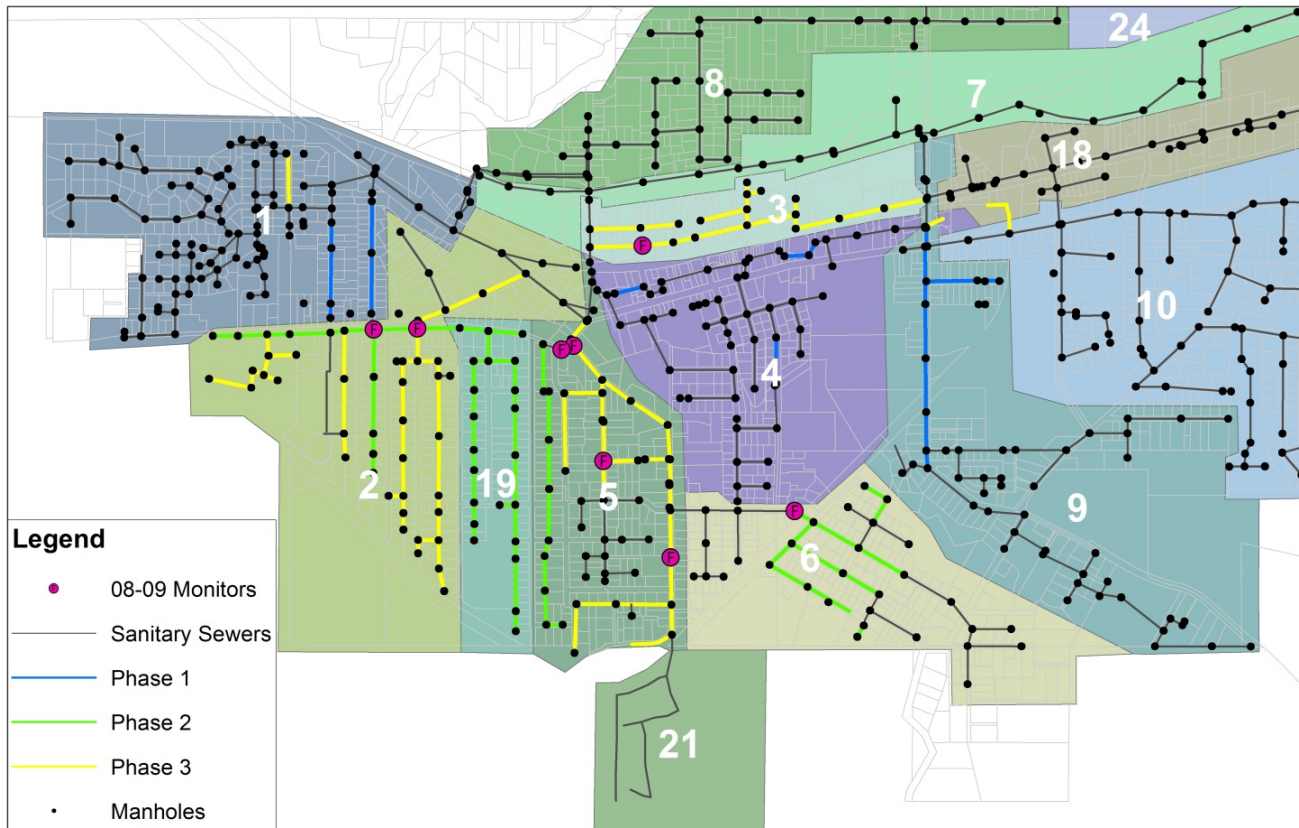 24
8
7
18
1
3
10
4
2
19
5
9
6
21
F
F
F
F
F
F
F
F
Legend
F 08-09 Monitors
Sanitary Sewers
Phase 1
Phase 2
Phase 3
Manholes